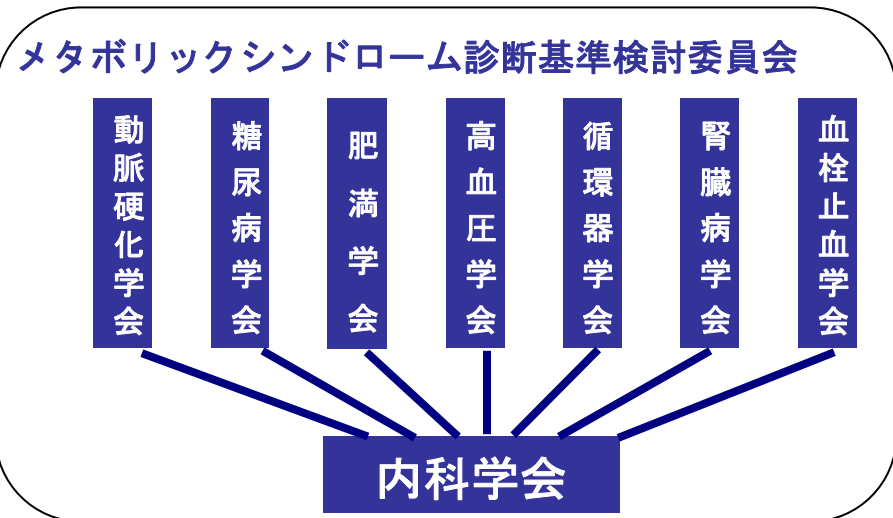 メタボリックシンドローム診断基準検討委員会
動脈硬化学会
糖尿病学会
肥満学会
高血圧学会
循環器学会
腎臓病学会
血栓止血学会
内科学会